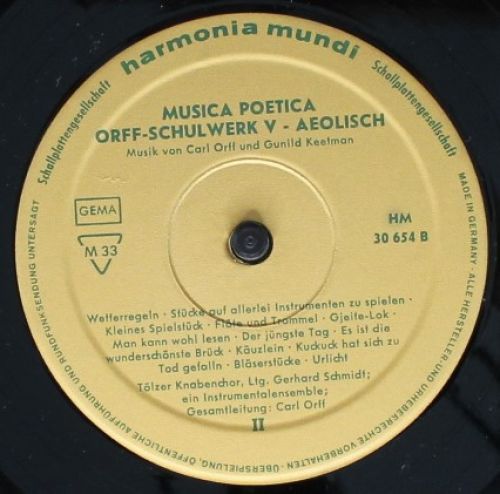 harmonia mundi
Schallplattengesellschaft
Schallplattengesellschaft
MUSICA POETICA
ORFF-SCHULWERK V - AEOLISCH
Musik von Carl Orff und Gunild Keetman
GEMA
M 33
HM
30 654 B
Wetterregeln · Stücke auf allerlei Instrumenten zu spielen ·
Kleines Spielstück · Flöte und Trommel · Gjeite-Lok ·
Man kann wohl lesen · Der jüngste Tag · Es ist die
wunderschönste Brück · Käuzlein · Kuckuck hat sich zu
Tod gefalln · Bläserstücke · Urlicht
Tölzer Knabenchor, Ltg. Gerhard Schmidt;
ein Instrumentalensemble;
Gesamtleitung: Carl Orff
II
MADE IN GERMANY - ALLE HERSTELLER UND URHEBERRECHTE VORBEHALTEN - ÜBERSPIELUNG, ÖFFENTLICHE AUFFÜHRUNG UND RUNDFUNKSENDUNG UNTERSAGT